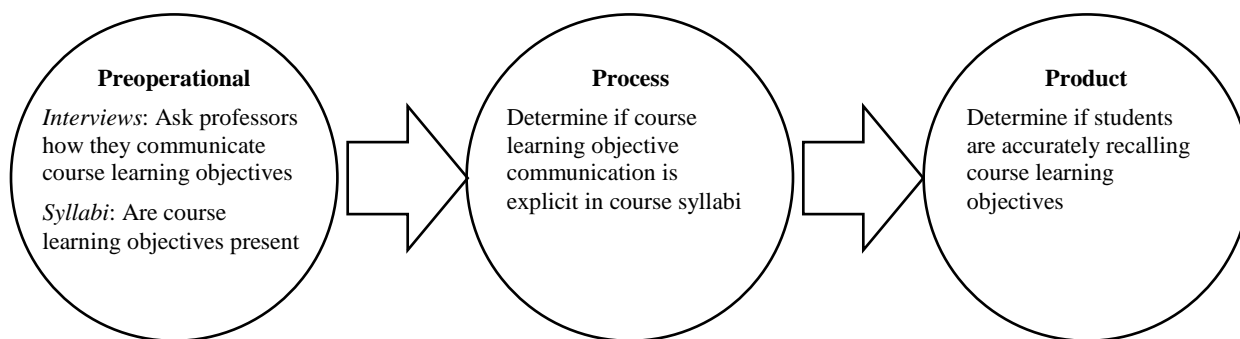 Preoperational
Interviews: Ask professors
how they communicate
course learning objectives
Syllabi: Are course
learning objectives present
Process
Determine if course
learning objective
communication is
explicit in course syllabi
Product
Determine if students
are accurately recalling
course learning
objectives